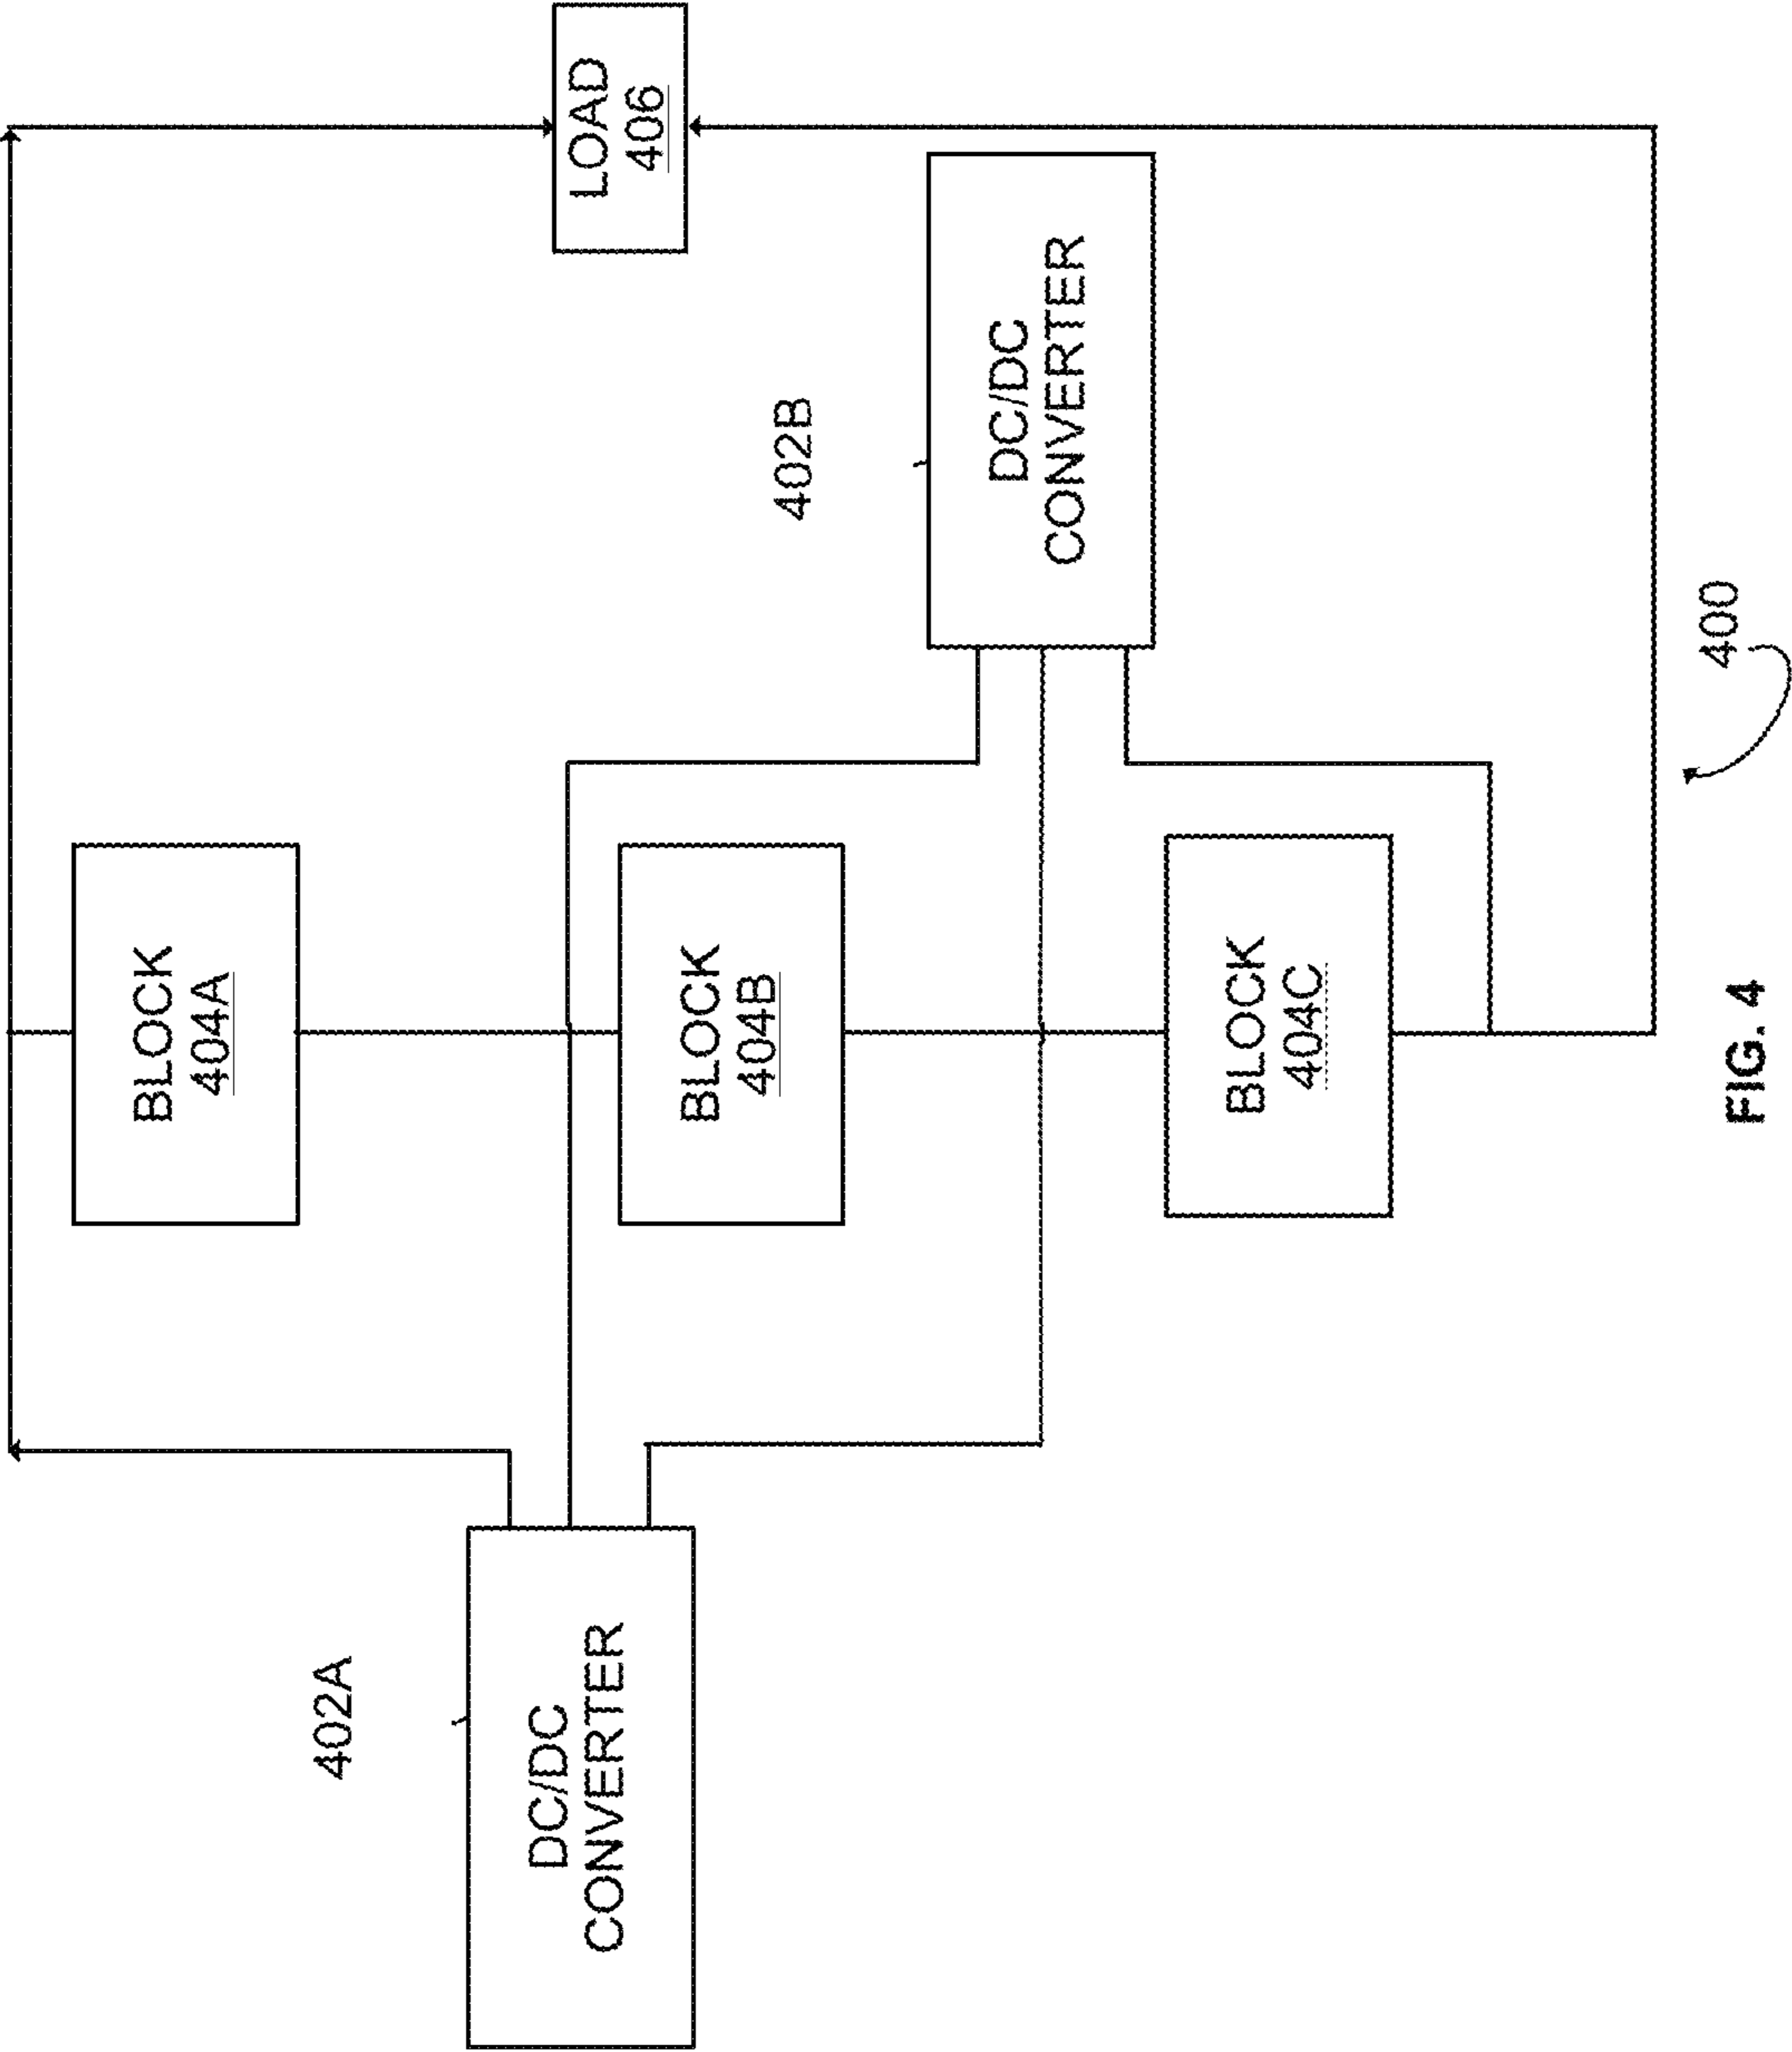 402A
DC/DC
CONVERTER
BLOCK
404A
BLOCK
404B
BLOCK
404C
402B
DC/DC
CONVERTER
LOAD
406
400
FIG. 4